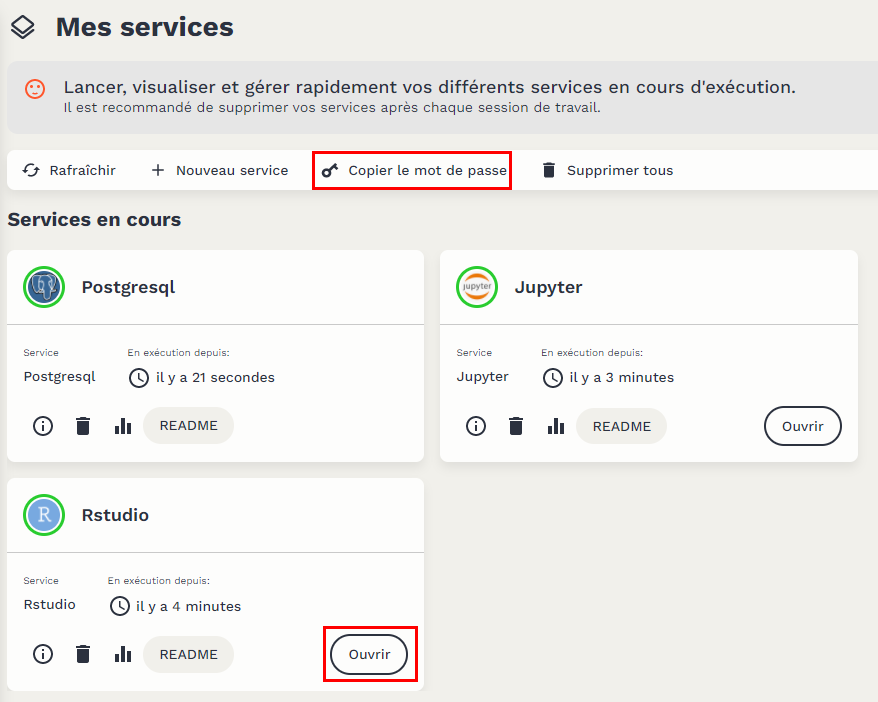 Mes services
Lancer, visualiser et gérer rapidement vos différents services en cours d'exécution.
Il est recommandé de supprimer vos services après chaque session de travail.
Rafraîchir Nouveau service Copier le mot de passe Supprimer tous
Services en cours
Postgresql
Service En exécution depuis:
Postgresql il y a 21 secondes
README
jupyter
Jupyter
Service En exécution depuis:
Jupyter il y a 3 minutes
README Ouvrir
R
Rstudio
Service En exécution depuis:
Rstudio il y a 4 minutes
README Ouvrir